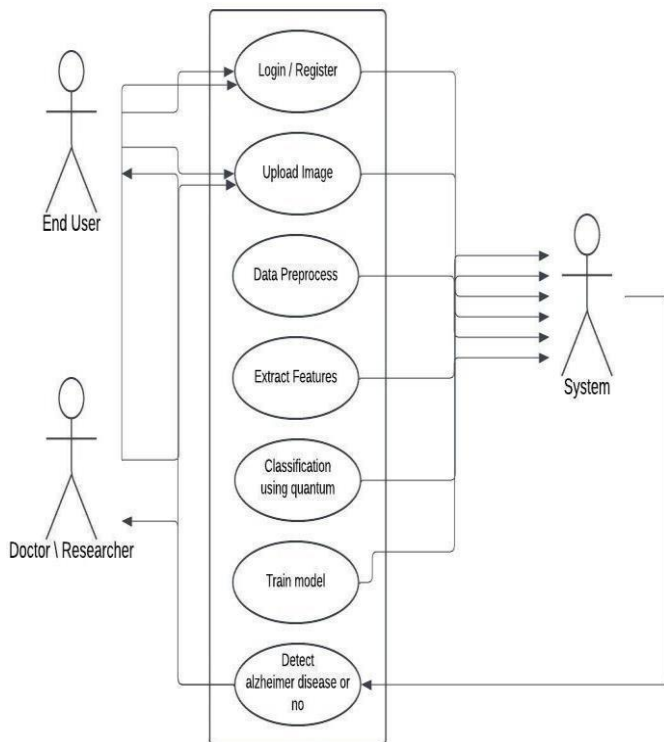 Login / Register
Upload Image
End User
Data Preprocess
System
Extract Features
Classification
using quantum
Doctor \ Researcher
Train model
Detect
alzheimer disease or
no